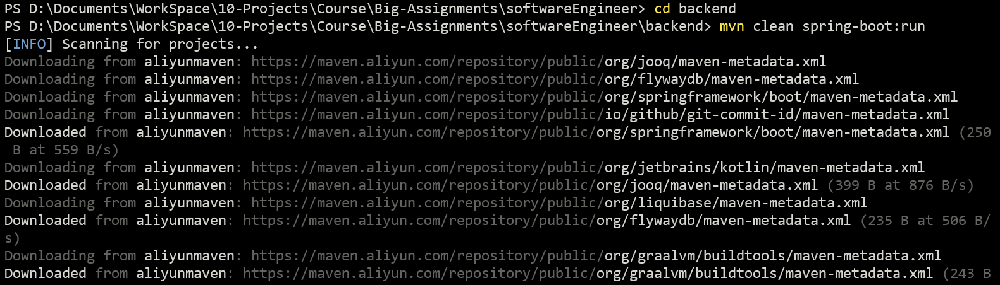 PS D:\Documents\WorkSpace\10-Projects\Course\Big-Assignments\softwareEngineer> cd backend
PS D:\Documents\WorkSpace\10-Projects\Course\Big-Assignments\softwareEngineer\backend> mvn clean spring-boot:run
[INFO] Scanning for projects...
Downloading from aliyunmaven: https://maven.aliyun.com/repository/public/org/jooq/maven-metadata.xml
Downloading from aliyunmaven: https://maven.aliyun.com/repository/public/org/flywaydb/maven-metadata.xml
Downloading from aliyunmaven: https://maven.aliyun.com/repository/public/org/springframework/boot/maven-metadata.xml
Downloading from aliyunmaven: https://maven.aliyun.com/repository/public/io/github/git-commit-id/maven-metadata.xml
Downloaded from aliyunmaven: https://maven.aliyun.com/repository/public/org/springframework/boot/maven-metadata.xml (250
B at 559 B/s)
Downloading from aliyunmaven: https://maven.aliyun.com/repository/public/org/jetbrains/kotlin/maven-metadata.xml
Downloaded from aliyunmaven: https://maven.aliyun.com/repository/public/org/jooq/maven-metadata.xml (399 B at 876 B/s)
Downloading from aliyunmaven: https://maven.aliyun.com/repository/public/org/liquibase/maven-metadata.xml
Downloaded from aliyunmaven: https://maven.aliyun.com/repository/public/org/flywaydb/maven-metadata.xml (235 B at 506 B/
s)
Downloading from aliyunmaven: https://maven.aliyun.com/repository/public/org/graalvm/buildtools/maven-metadata.xml
Downloaded from aliyunmaven: https://maven.aliyun.com/repository/public/org/graalvm/buildtools/maven-metadata.xml (243 B